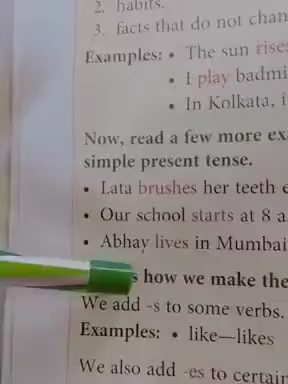 2. habits.
3. facts that do not chan
Examples: • The sun rises
• I play badmi
• In Kolkata, i
Now, read a few more ex
simple present tense.
• Lata brushes her teeth e
• Our school starts at 8 a
• Abhay lives in Mumbai
s how we make the
We add -s to some verbs.
Examples: • like—likes
We also add -es to certain